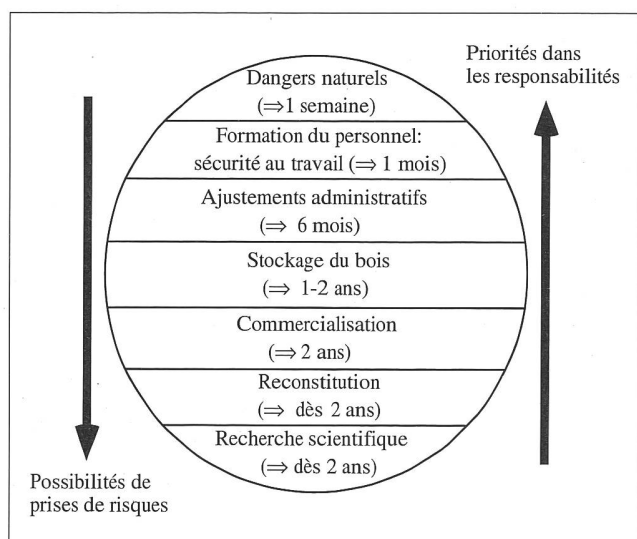 Priorités dans
les responsabilités
Dangers naturels
(⇒1 semaine)
Formation du personnel:
sécurité au travail (⇒ 1 mois)
Ajustements administratifs
(⇒ 6 mois)
Stockage du bois
(⇒ 1-2 ans)
Commercialisation
(⇒ 2 ans)
Reconstitution
(⇒ dès 2 ans)
Recherche scientifique
(⇒ dès 2 ans)
Possibilités de
prises de risques